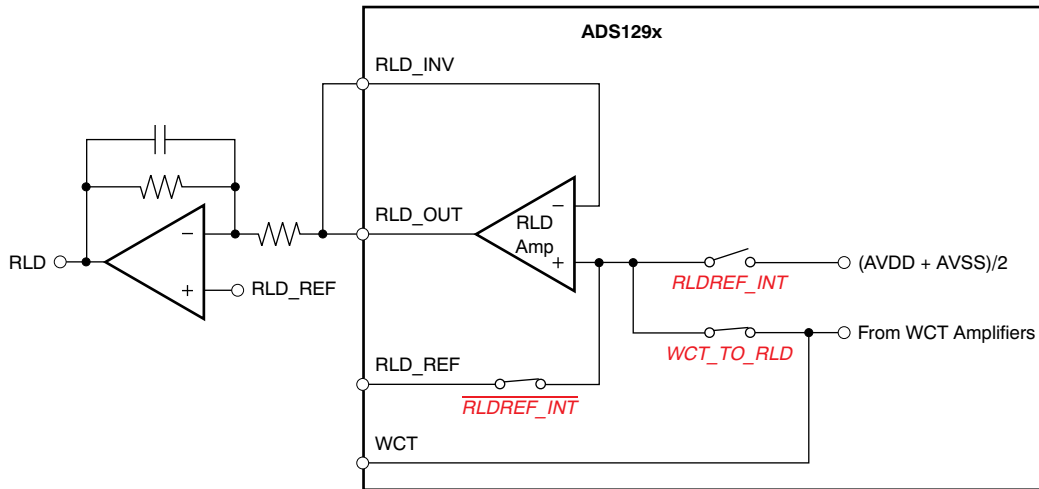 ADS129x
RLD_INV
RLD_OUT
RLD
Amp
−
+
RLDREF_INT
(AVDD + AVSS)/2
WCT_TO_RLD
From WCT Amplifiers
RLD_REF
RLDREF_INT
WCT
RLD
−
+
RLD_REF